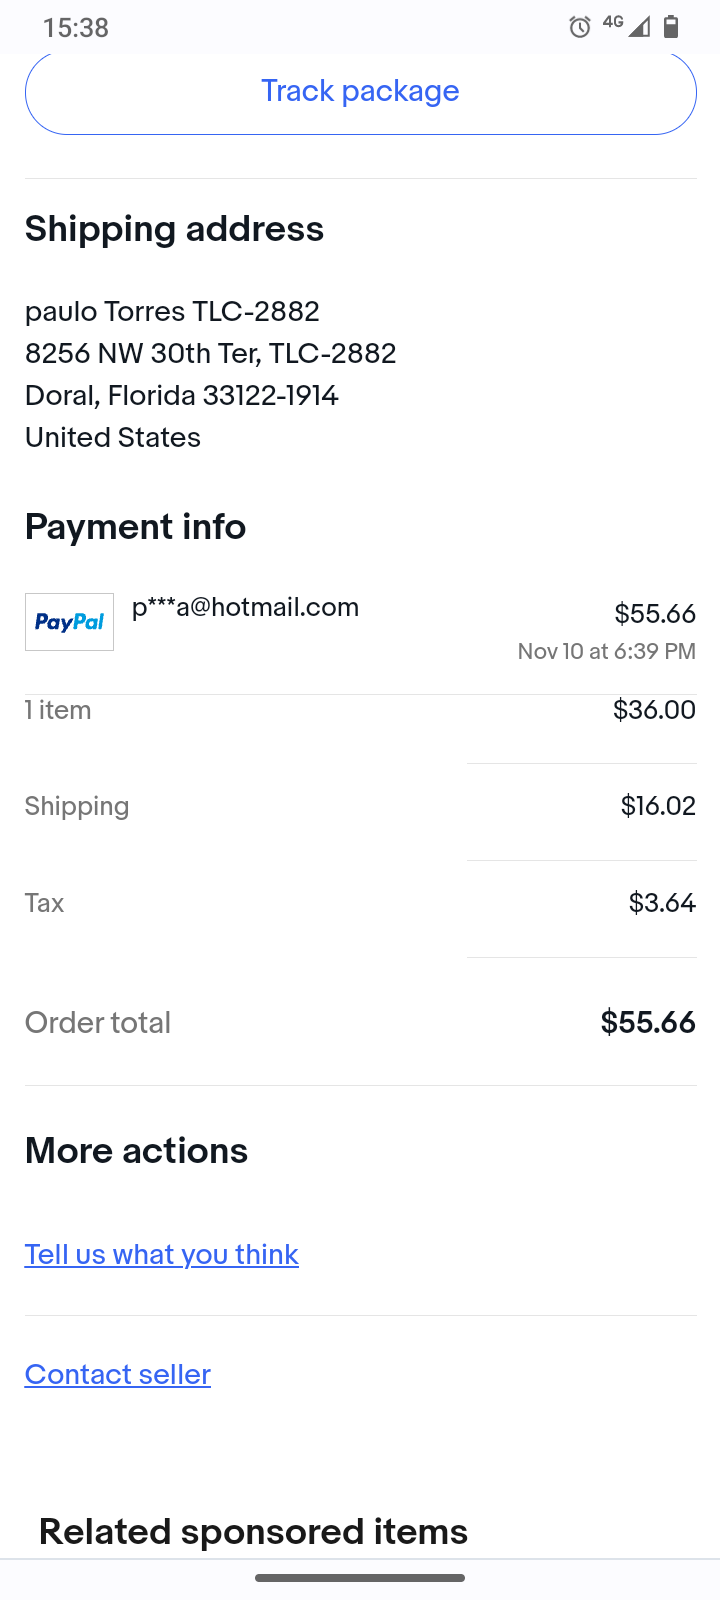 15:38
4G
Track package
Shipping address
paulo Torres TLC-2882
8256 NW 30th Ter, TLC-2882
Doral, Florida 33122-1914
United States
Payment info
PayPal p***a@hotmail.com $55.66
Nov 10 at 6:39 PM
1 item $36.00
Shipping $16.02
Tax $3.64
Order total $55.66
More actions
Tell us what you think
Contact seller
Related sponsored items